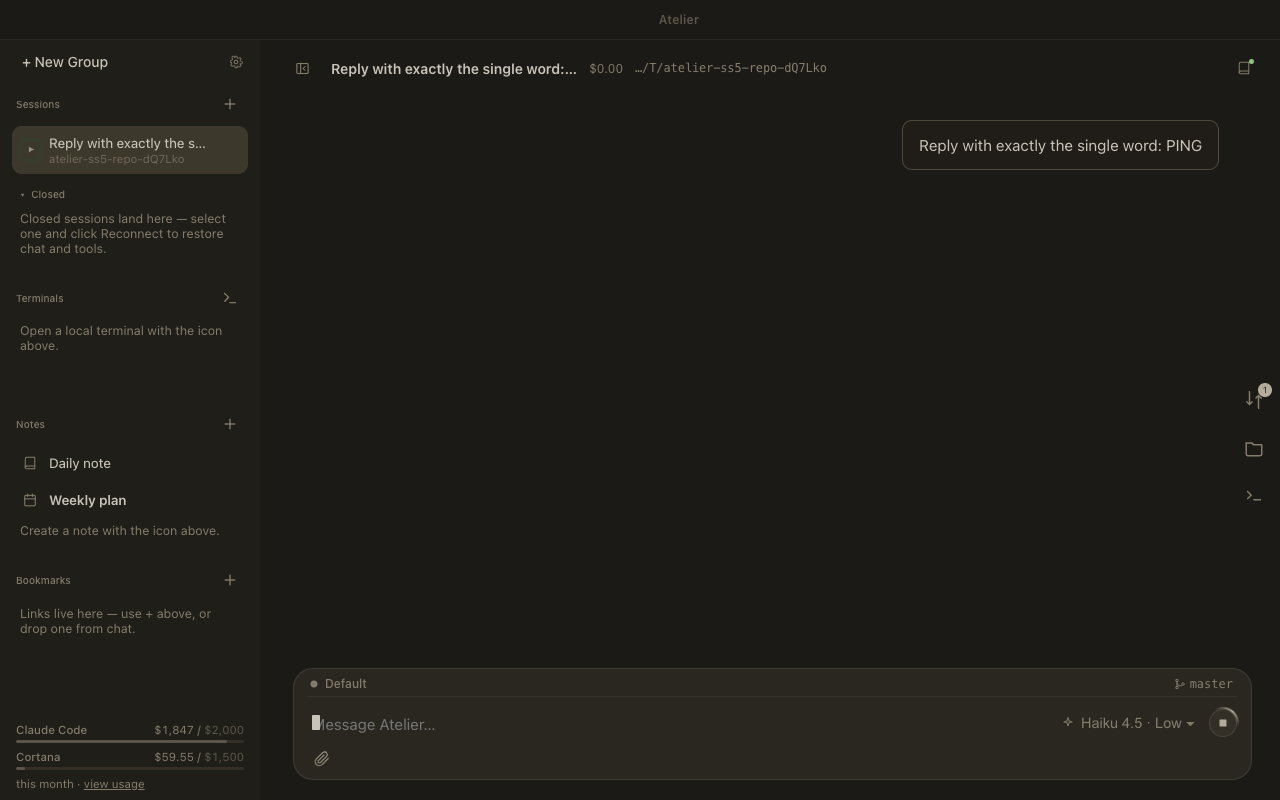 Atelier
+ New Group
Sessions
Reply with exactly the s...
atelier-ss5-repo-dQ7Lko
Closed
Closed sessions land here — select
one and click Reconnect to restore
chat and tools.
Terminals
Open a local terminal with the icon
above.
Notes
Daily note
Weekly plan
Create a note with the icon above.
Bookmarks
Links live here — use + above, or
drop one from chat.
Claude Code $1,847 / $2,000
Cortana $59.55 / $1,500
this month · view usage
Reply with exactly the single word:... $0.00 …/T/atelier-ss5-repo-dQ7Lko
Reply with exactly the single word: PING
1
Default master
Message Atelier... Haiku 4.5 · Low